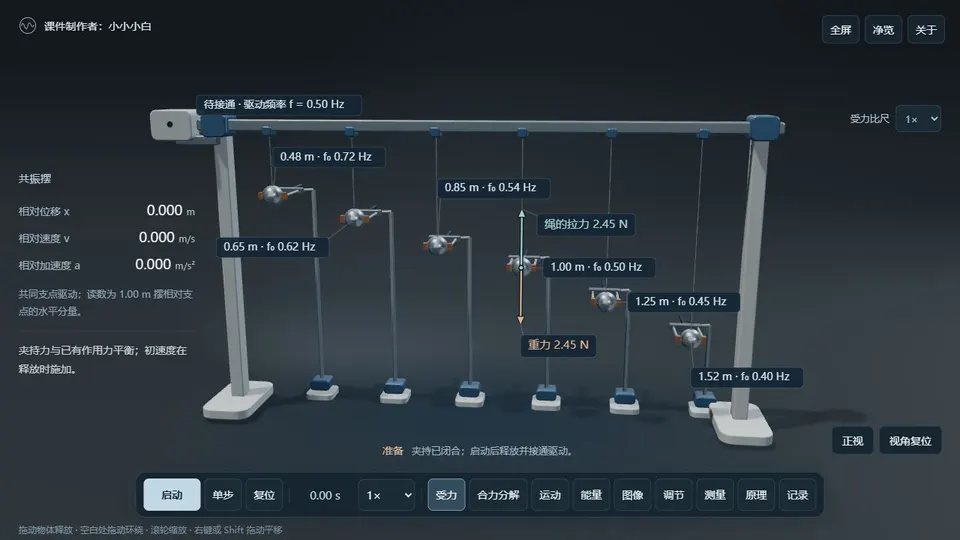 课件制作者：小小小白
全屏
净览
关于
待接通 · 驱动频率 f = 0.50 Hz
受力比尺
1×
0.48 m · f₀ 0.72 Hz
共振摆
0.85 m · f₀ 0.54 Hz
相对位移 x 0.000 m
绳的拉力 2.45 N
相对速度 v 0.000 m/s
0.65 m · f₀ 0.62 Hz
相对加速度 a 0.000 m/s²
1.00 m · f₀ 0.50 Hz
共同支点驱动；读数为 1.00 m 摆相对支
点的水平分量。
1.25 m · f₀ 0.45 Hz
夹持力与已有作用力平衡；初速度在
释放时施加。
重力 2.45 N
1.52 m · f₀ 0.40 Hz
正视
视角复位
准备 夹持已闭合；启动后释放并接通驱动。
启动
单步
复位
0.00 s
1×
受力
合力分解
运动
能量
图像
调节
测量
原理
记录
拖动物体释放 · 空白处拖动环绕 · 滚轮缩放 · 右键或 Shift 拖动平移